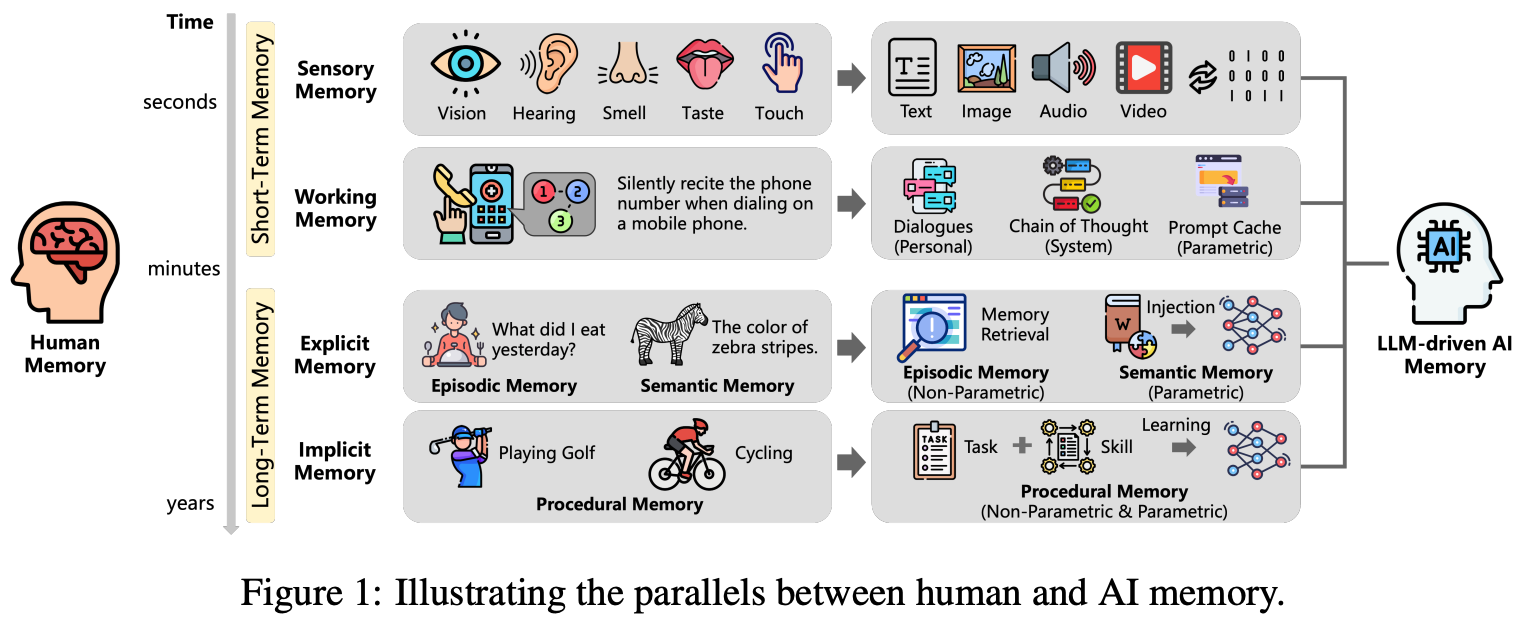 Time
seconds
minutes
years
Human
Memory
Short-Term Memory
Long-Term Memory
Sensory
Memory
Vision
Hearing
Smell
Taste
Touch
T
Text
Image
Audio
Video
0 1 0 0
0 0 0 0
1 0 1 1
Working
Memory
1
2
3
Silently recite the phone
number when dialing on
a mobile phone.
Dialogues
(Personal)
Chain of Thought
(System)
Prompt Cache
(Parametric)
Explicit
Memory
What did I eat
yesterday?
Episodic Memory
The color of
zebra stripes.
Semantic Memory
Memory
Retrieval
Episodic Memory
(Non-Parametric)
W
Injection
Semantic Memory
(Parametric)
Implicit
Memory
Playing Golf
Cycling
Procedural Memory
TASK
Task
Skill
Learning
Procedural Memory
(Non-Parametric & Parametric)
AI
LLM-driven AI
Memory
Figure 1: Illustrating the parallels between human and AI memory.